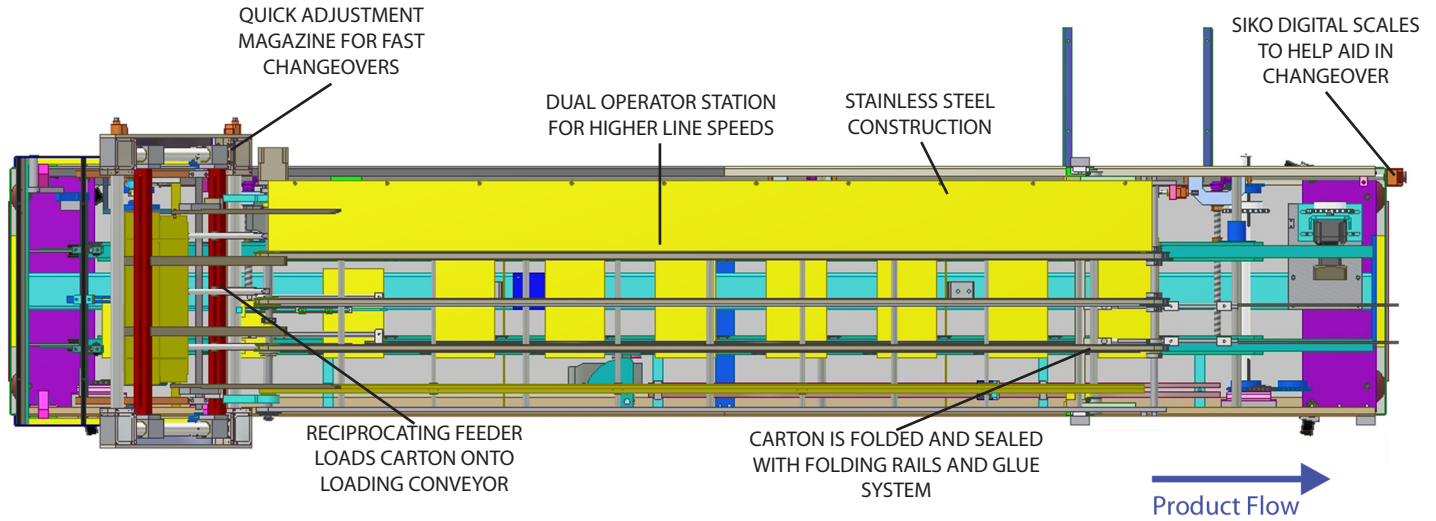 QUICK ADJUSTMENT
MAGAZINE FOR FAST
CHANGEOVERS
DUAL OPERATOR STATION
FOR HIGHER LINE SPEEDS
STAINLESS STEEL
CONSTRUCTION
SIKO DIGITAL SCALES
TO HELP AID IN
CHANGEOVER
RECIPROCATING FEEDER
LOADS CARTON ONTO
LOADING CONVEYOR
CARTON IS FOLDED AND SEALED
WITH FOLDING RAILS AND GLUE
SYSTEM
Product Flow